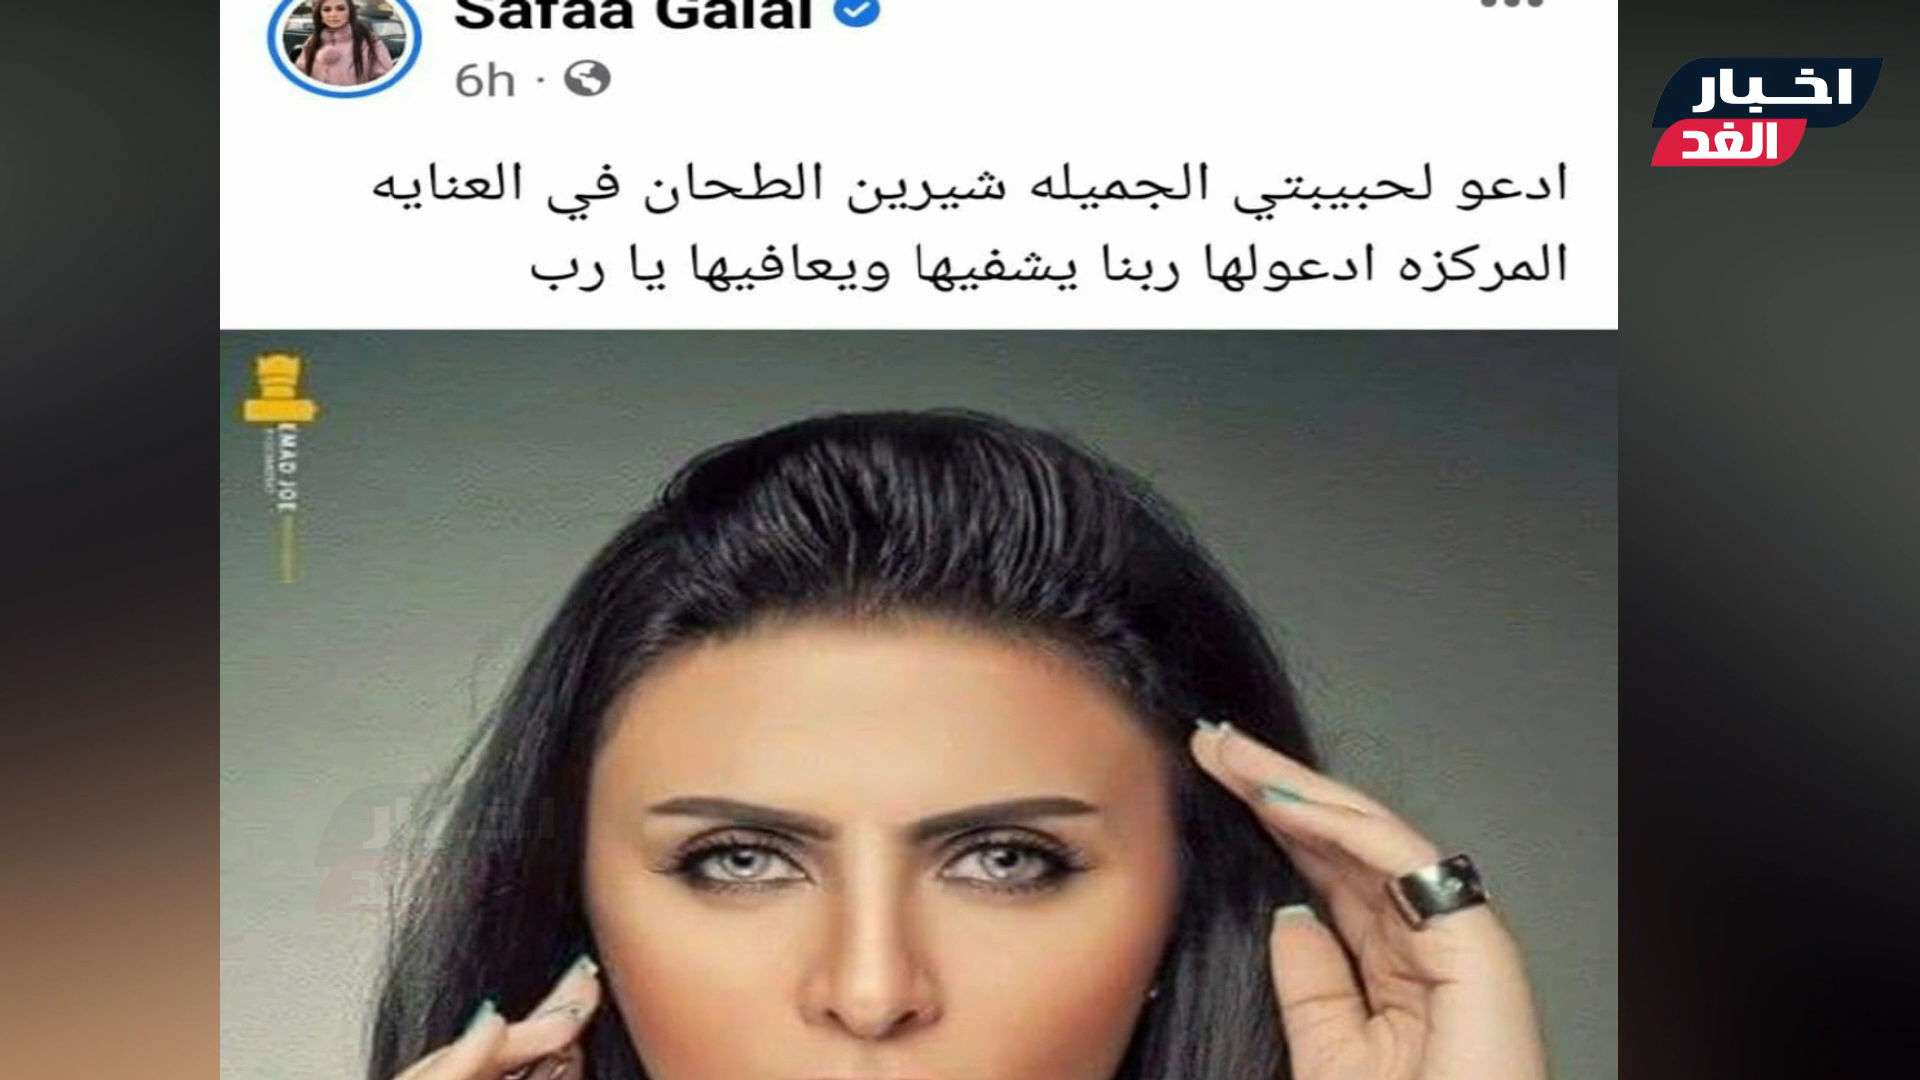 Safaa Galal
6h ·
اخبار
الغد
ادعو لحبيبتي الجميله شيرين الطحان في العنايه
المركزه ادعولها ربنا يشفيها ويعافيها يا رب
EMAD JOE